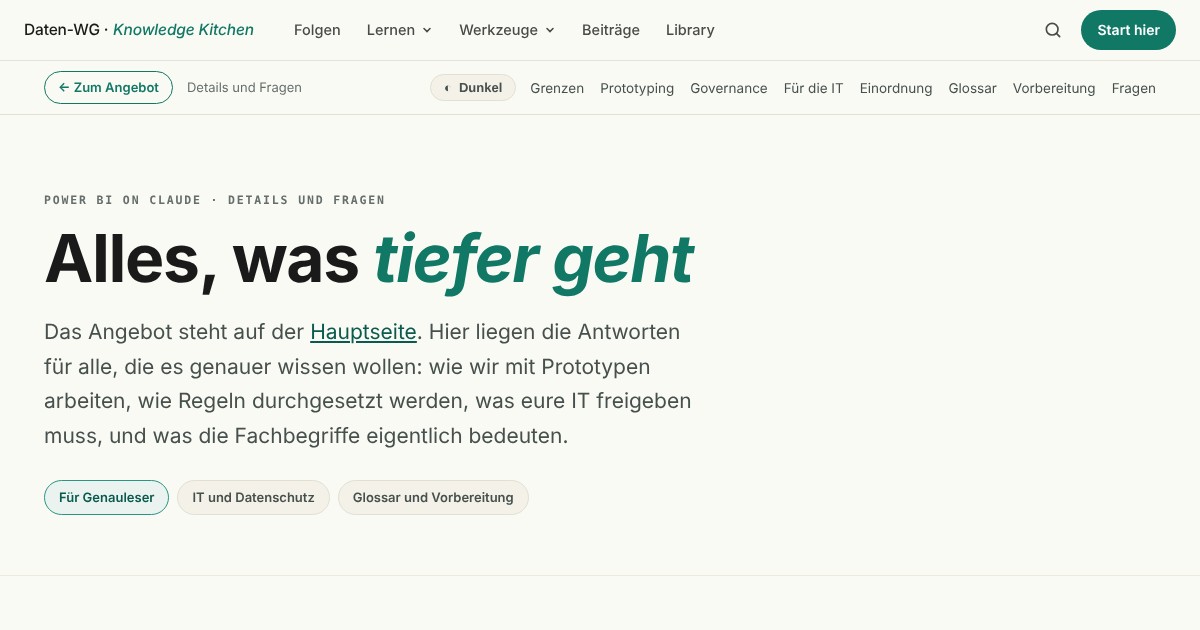 Daten-WG · Knowledge Kitchen
Folgen
Lernen
Werkzeuge
Beiträge
Library
Start hier
← Zum Angebot
Details und Fragen
Dunkel
Grenzen
Prototyping
Governance
Für die IT
Einordnung
Glossar
Vorbereitung
Fragen
POWER BI ON CLAUDE · DETAILS UND FRAGEN
Alles, was tiefer geht
Das Angebot steht auf der Hauptseite. Hier liegen die Antworten
für alle, die es genauer wissen wollen: wie wir mit Prototypen
arbeiten, wie Regeln durchgesetzt werden, was eure IT freigeben
muss, und was die Fachbegriffe eigentlich bedeuten.
Für Genauleser
IT und Datenschutz
Glossar und Vorbereitung